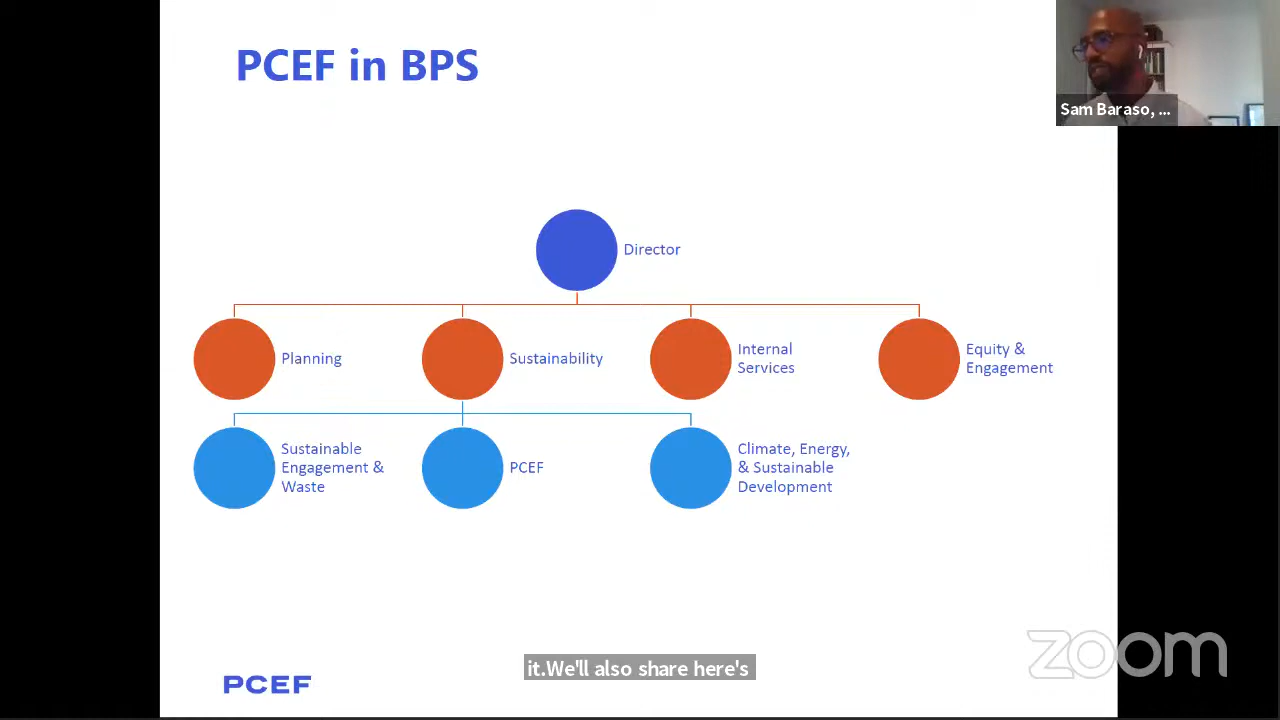 PCEF in BPS
Sam Baraso, ...
Director
Planning
Sustainability
Internal
Services
Equity &
Engagement
Sustainable
Engagement &
Waste
PCEF
Climate, Energy,
& Sustainable
Development
it.We'll also share here's
PCEF
zoom